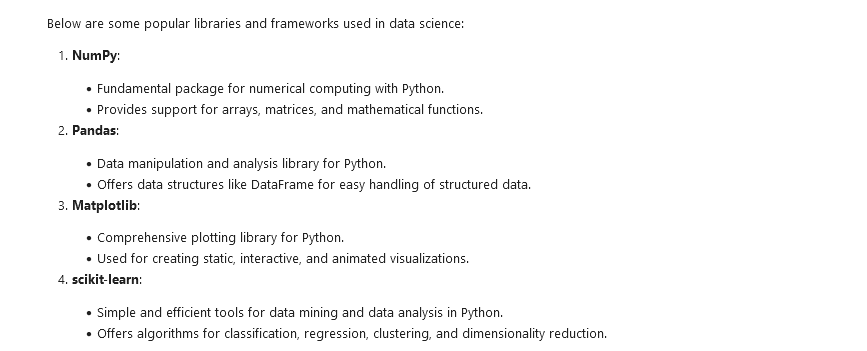 Below are some popular libraries and frameworks used in data science:
1. NumPy:
• Fundamental package for numerical computing with Python.
• Provides support for arrays, matrices, and mathematical functions.
2. Pandas:
• Data manipulation and analysis library for Python.
• Offers data structures like DataFrame for easy handling of structured data.
3. Matplotlib:
• Comprehensive plotting library for Python.
• Used for creating static, interactive, and animated visualizations.
4. scikit-learn:
• Simple and efficient tools for data mining and data analysis in Python.
• Offers algorithms for classification, regression, clustering, and dimensionality reduction.